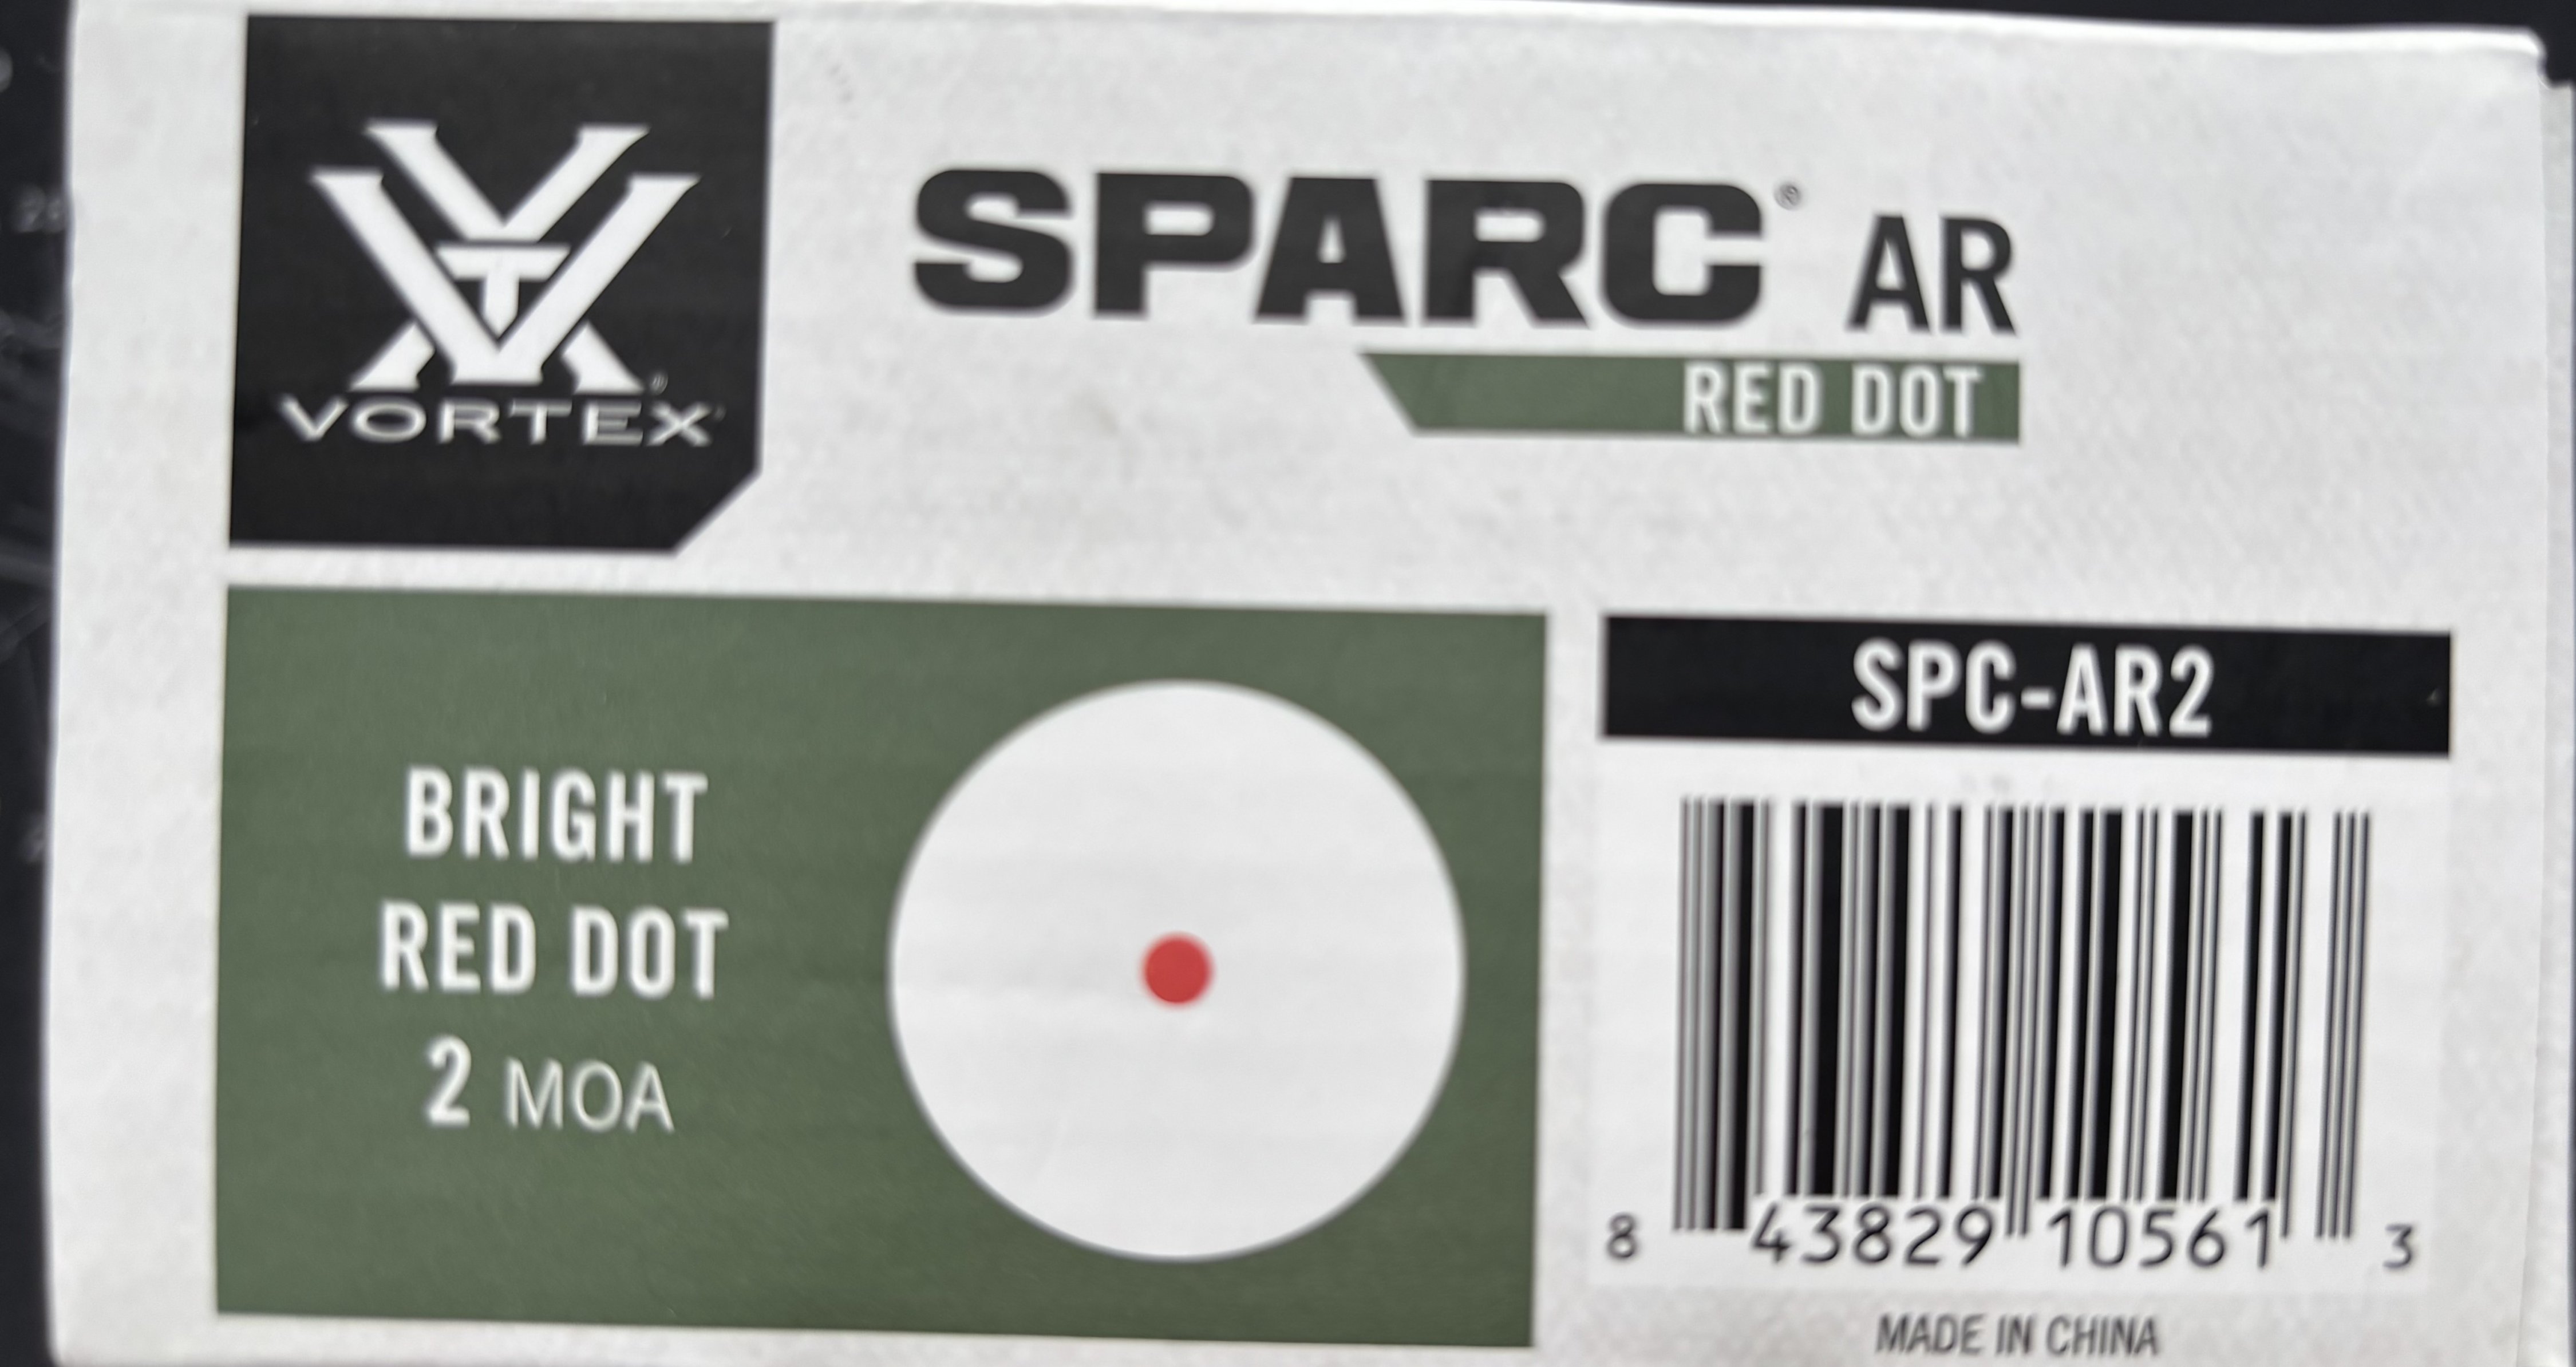 VORTEX
SPARC® AR
RED DOT
BRIGHT
RED DOT
2 MOA
SPC-AR2
8 43829 10561 3
MADE IN CHINA